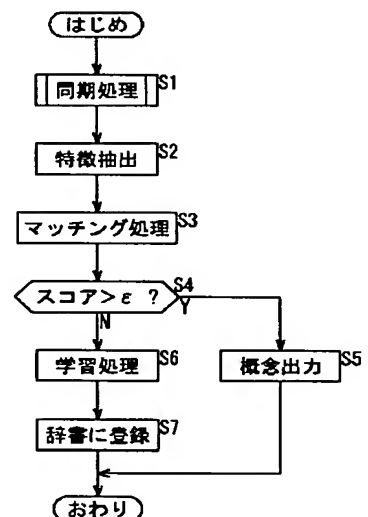 はじめ
同期処理 S1
特徴抽出 S2
マッチング処理 S3
スコア>ε ? S4
Y
N
学習処理 S6
概念出力 S5
辞書に登録 S7
おわり